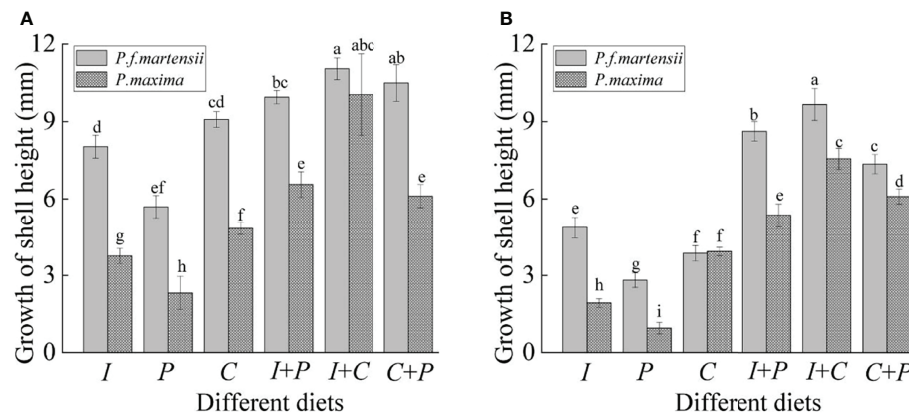 A
Growth of shell height (mm)
12
9
6
3
0
P.f.martensii
P.maxima
d
g
ef
h
cd
f
bc
e
a
abc
ab
e
I P C I+P I+C C+P
Different diets
B
Growth of shell height (mm)
12
9
6
3
0
P.f.martensii
P.maxima
e
h
g
i
f
f
b
e
a
c
c
d
I P C I+P I+C C+P
Different diets